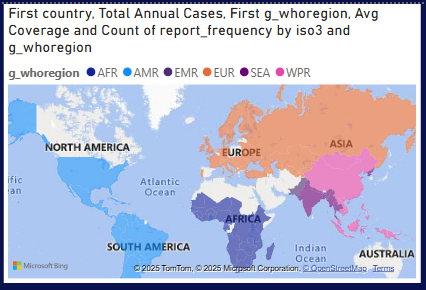 First country, Total Annual Cases, First g_whoregion, Avg
Coverage and Count of report_frequency by iso3 and
g_whoregion
g_whoregion AFR AMR EMR EUR SEA WPR
NORTH AMERICA
EUROPE
ASIA
ific
ean
Atlantic
Ocean
AFRICA
SOUTH AMERICA
Indian
Ocean
AUSTRALIA
Microsoft Bing
© 2025 TomTom, © 2025 Microsoft Corporation, © OpenStreetMap Terms